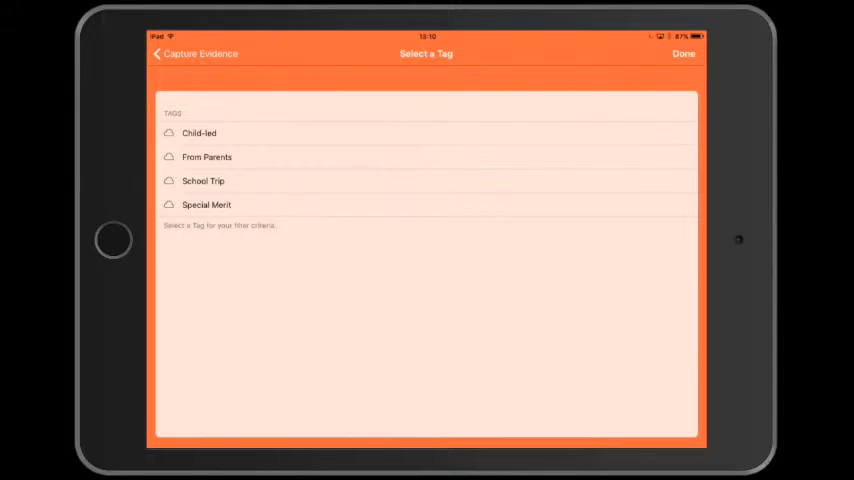 iPad 13:10 87%
Capture Evidence Select a Tag Done
TAGS
Child-led
From Parents
School Trip
Special Merit
Select a Tag for your filter criteria.